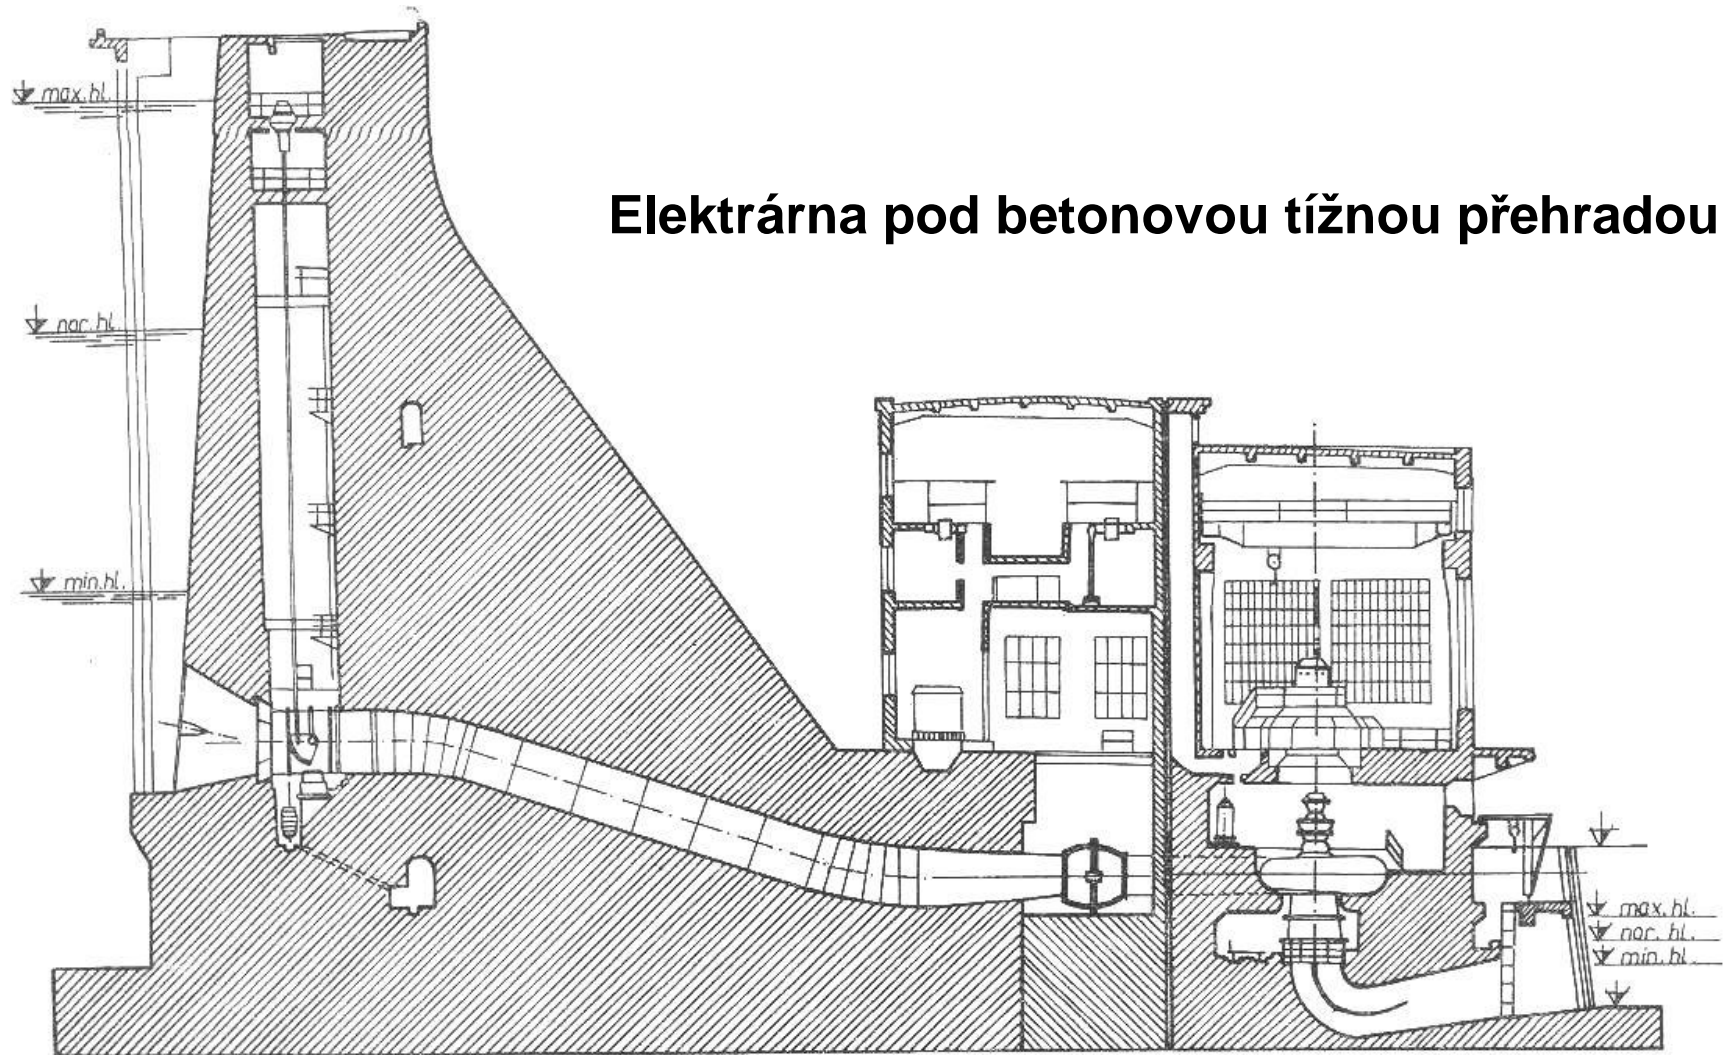 max.hl.
Elektrárna pod betonovou tížnou přehradou
nor.hl.
min.hl.
max.hl.
nor.hl.
min.hl.